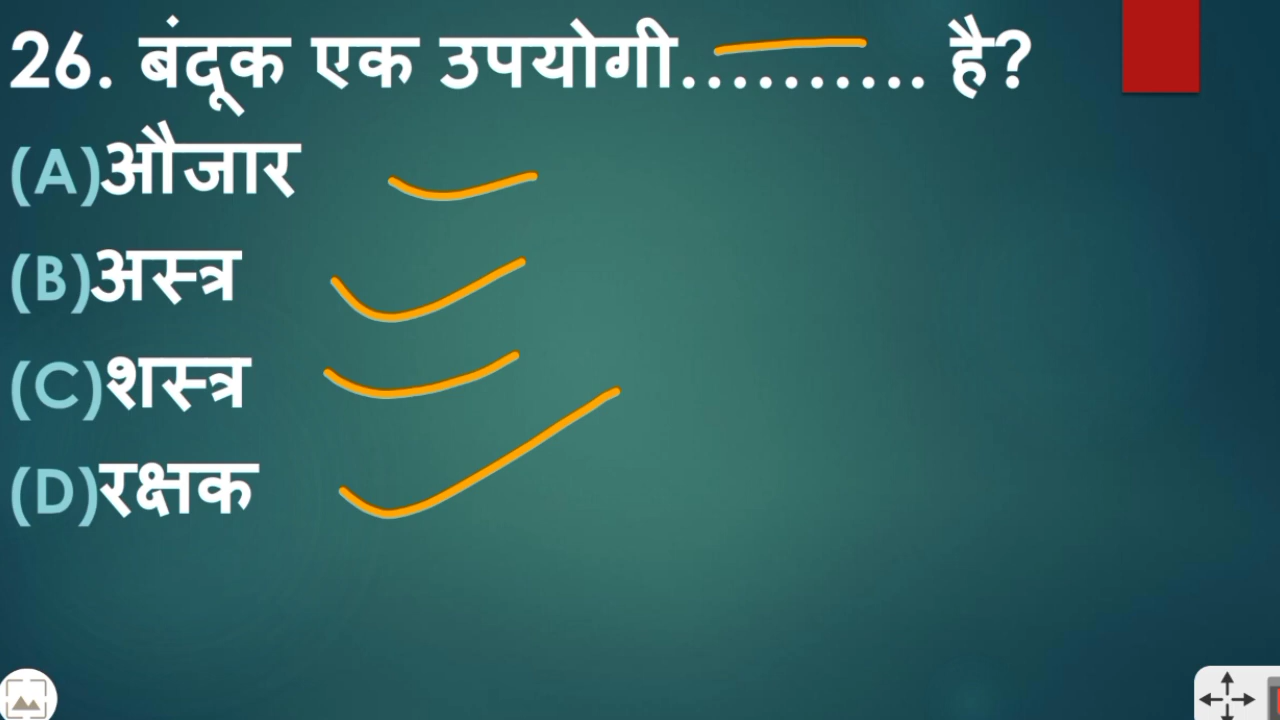 26. बंदूक एक उपयोगी.......... है?
(A)औजार
(B)अस्त्र
(C)शस्त्र
(D)रक्षक